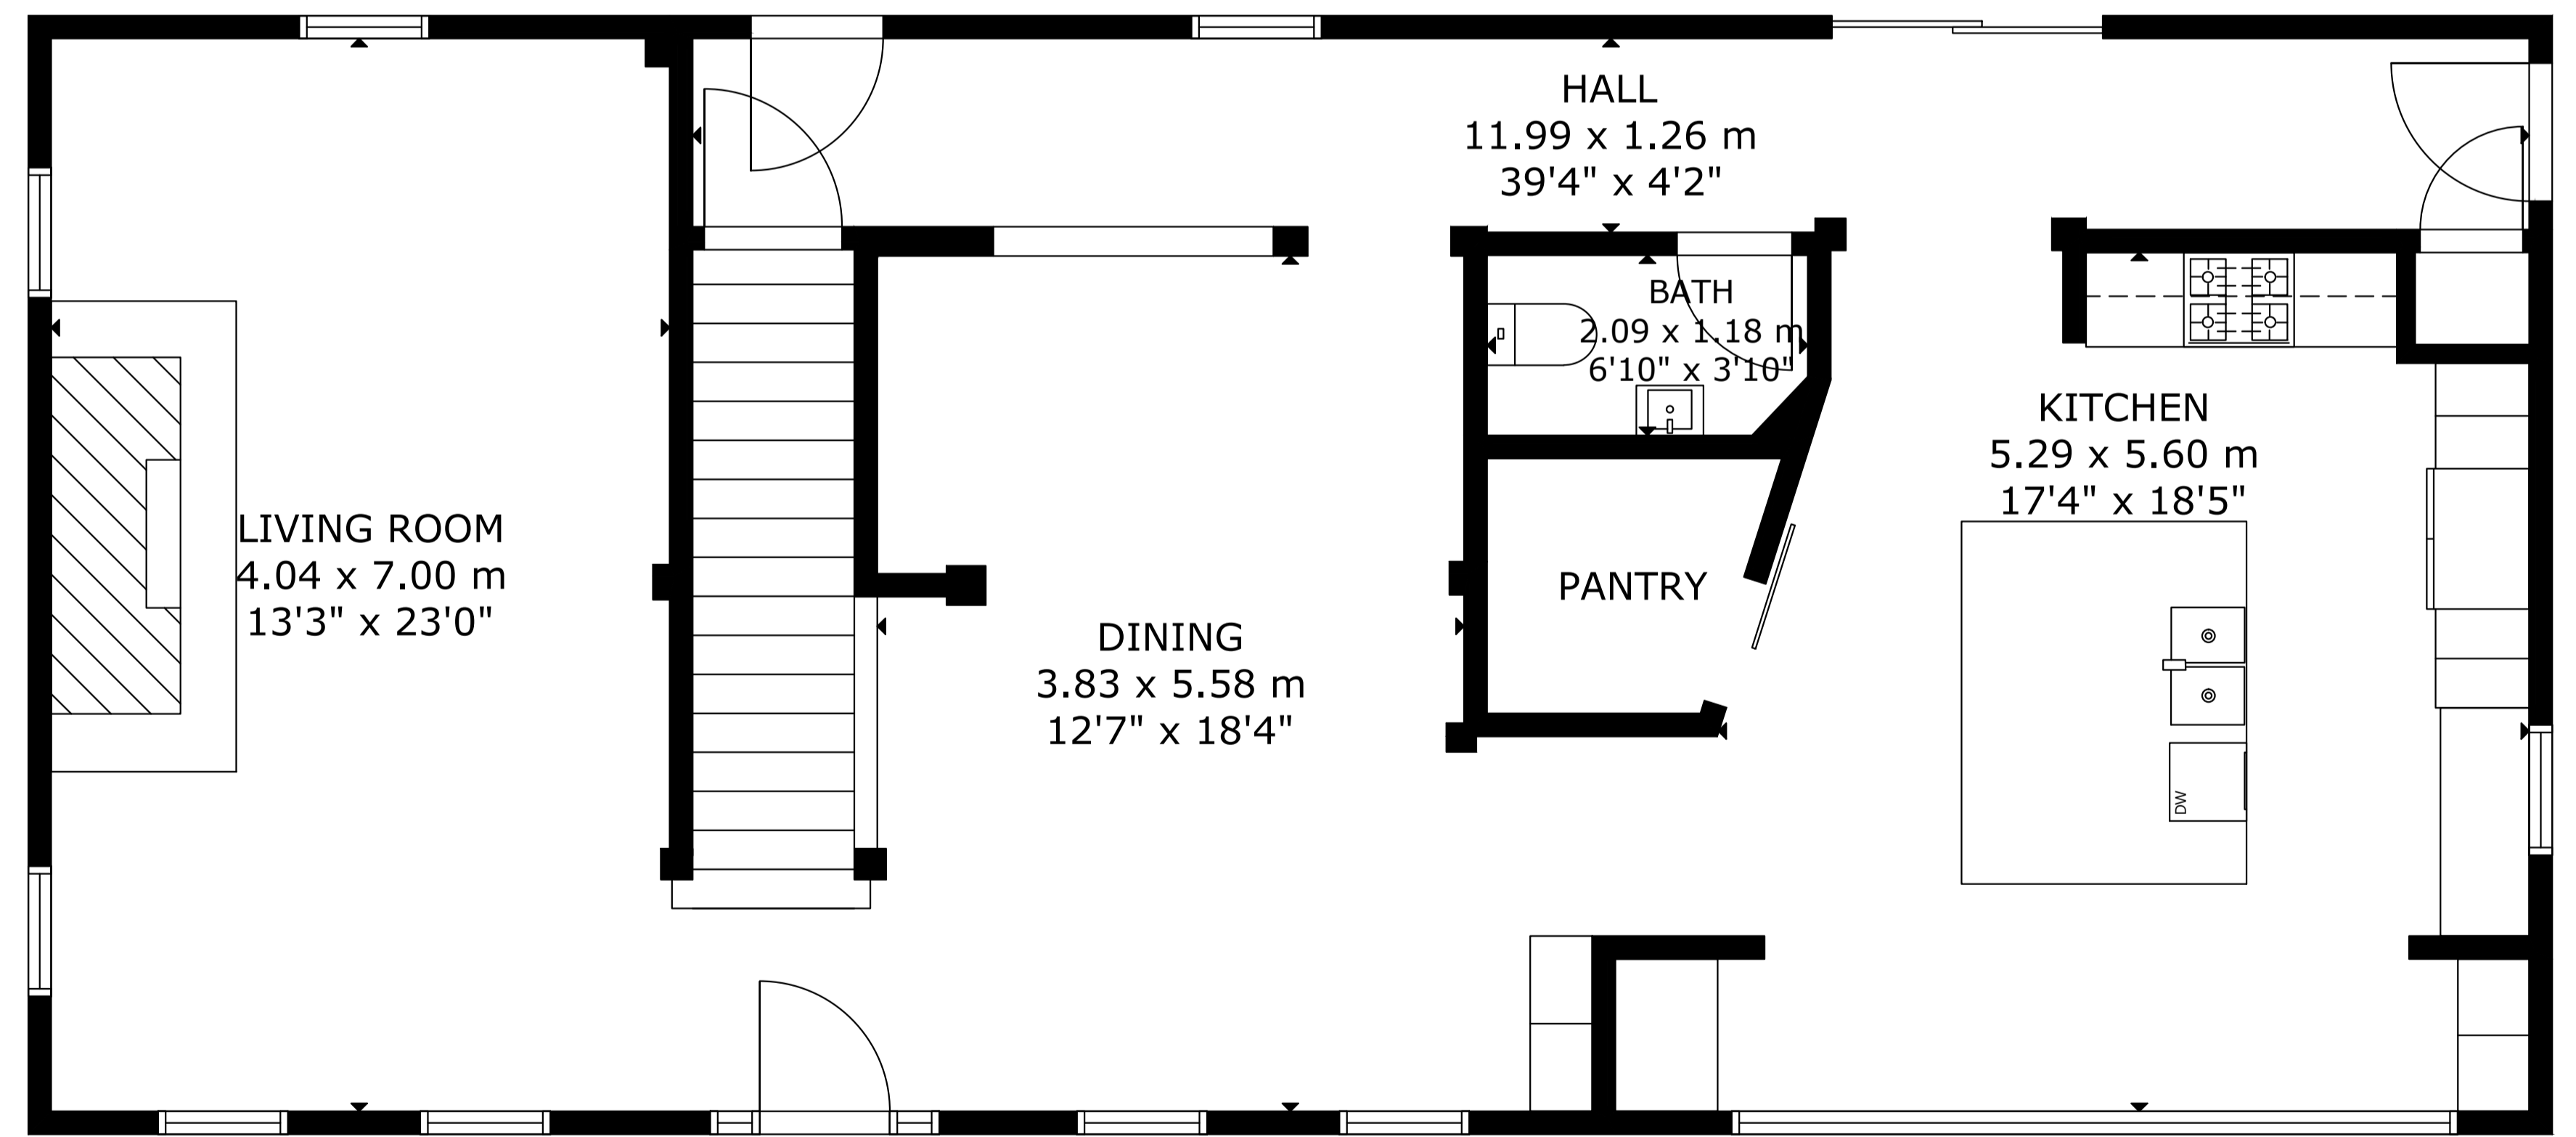 HALL
11.99 x 1.26 m
39'4" x 4'2"
BATH
2.09 x 1.18 m
6'10" x 3'10"
KITCHEN
5.29 x 5.60 m
17'4" x 18'5"
LIVING ROOM
4.04 x 7.00 m
13'3" x 23'0"
PANTRY
DINING
3.83 x 5.58 m
12'7" x 18'4"
DW